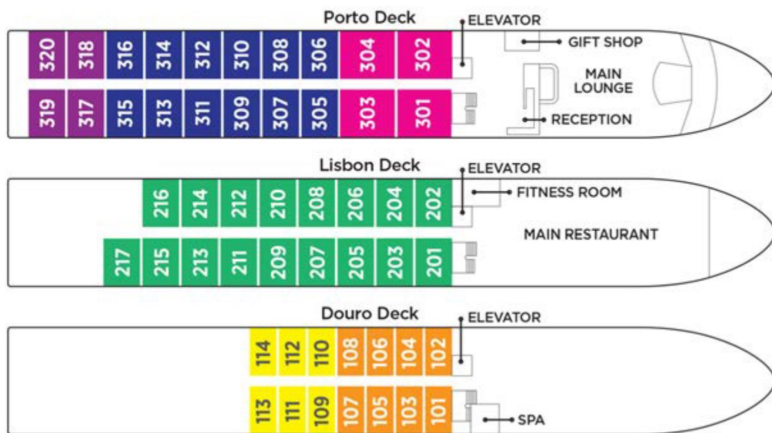 Porto Deck
ELEVATOR
320 318 316 314 312 310 308 306 304 302
GIFT SHOP
MAIN
LOUNGE
319 317 315 313 311 309 307 305 303 301
RECEPTION
Lisbon Deck
ELEVATOR
216 214 212 210 208 206 204 202
FITNESS ROOM
MAIN RESTAURANT
217 215 213 211 209 207 205 203 201
Douro Deck
ELEVATOR
114 112 110 108 106 104 102
113 111 109 107 105 103 101
SPA